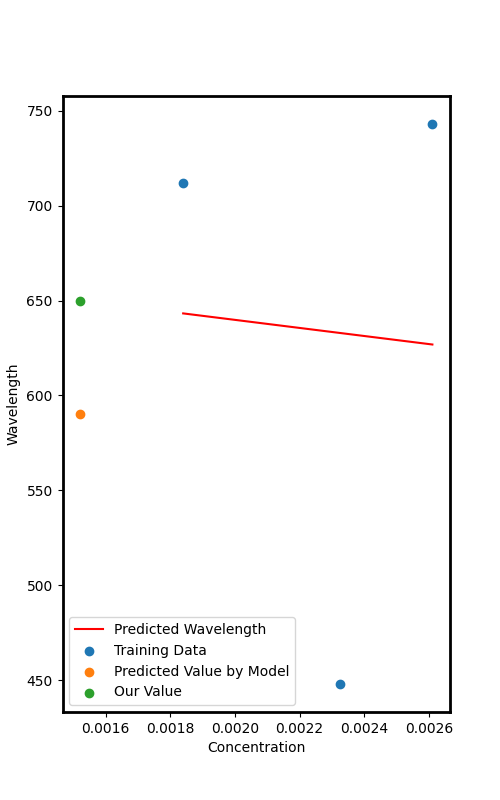 750
700
650
600
550
500
450
Wavelength
Predicted Wavelength
Training Data
Predicted Value by Model
Our Value
0.0016 0.0018 0.0020 0.0022 0.0024 0.0026
Concentration